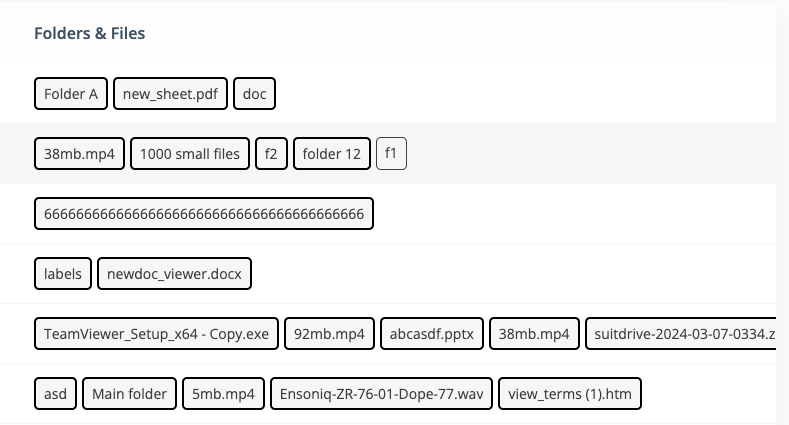 Folders & Files
Folder A new_sheet.pdf doc
38mb.mp4 1000 small files f2 folder 12 f1
6666666666666666666666666666666666666666
labels newdoc_viewer.docx
TeamViewer_Setup_x64 - Copy.exe 92mb.mp4 abcasdf.pptx 38mb.mp4 suitdrive-2024-03-07-0334.z
asd Main folder 5mb.mp4 Ensoniq-ZR-76-01-Dope-77.wav view_terms (1).htm